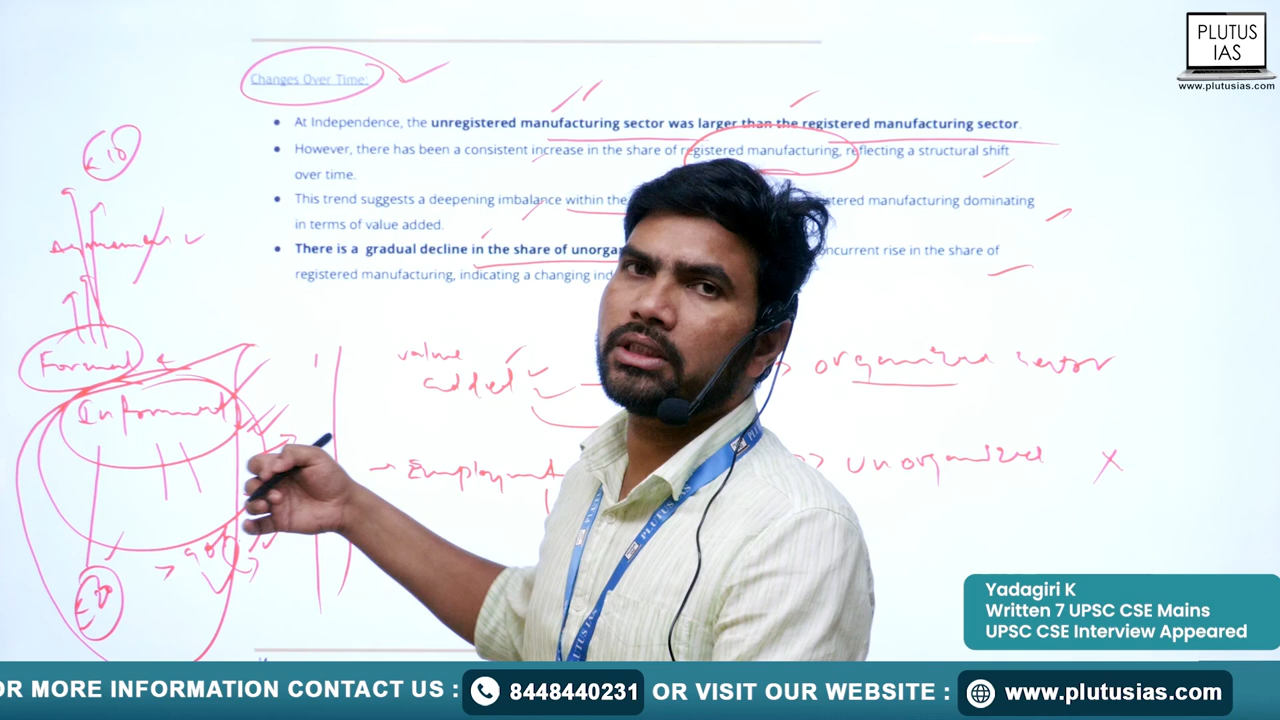 PLUTUS
IAS
www.plutusias.com
Changes Over Time:
At Independence, the unregistered manufacturing sector was larger than the registered manufacturing sector.
However, there has been a consistent increase in the share of registered manufacturing, reflecting a structural shift
over time.
This trend suggests a deepening imbalance within the stered manufacturing dominating
in terms of value added.
There is a gradual decline in the share of unorga ncurrent rise in the share of
registered manufacturing, indicating a changing ind
Formal
Informal
value
added
organized sector
Employment
unorganized
Yadagiri K
Written 7 UPSC CSE Mains
UPSC CSE Interview Appeared
OR MORE INFORMATION CONTACT US : 8448440231 OR VISIT OUR WEBSITE : www.plutusias.com